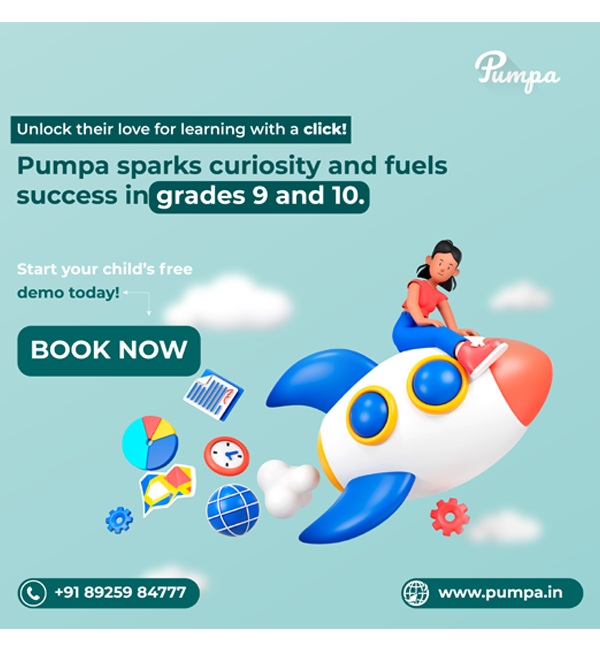 Pumpa
Unlock their love for learning with a click!
Pumpa sparks curiosity and fuels
success in grades 9 and 10.
Start your child's free
demo today!
BOOK NOW
+91 89259 84777
www.pumpa.in